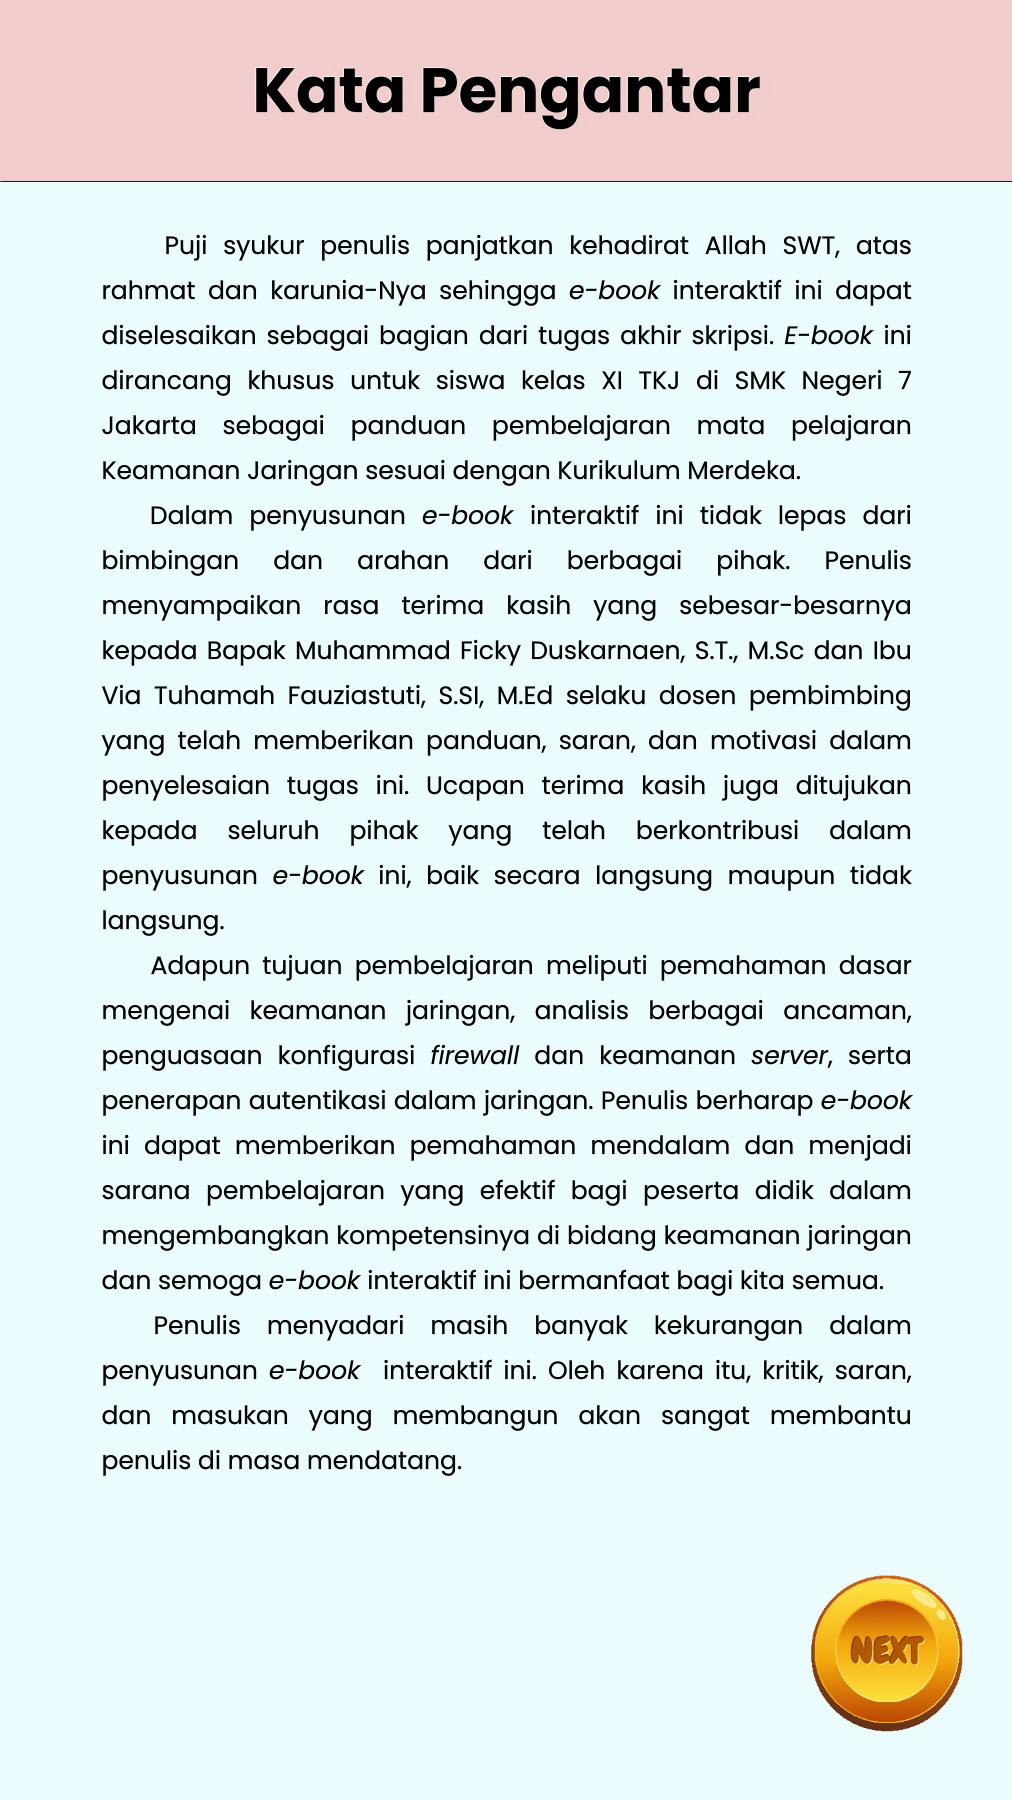 Kata Pengantar
Puji syukur penulis panjatkan kehadirat Allah SWT, atas
rahmat dan karunia-Nya sehingga e-book interaktif ini dapat
diselesaikan sebagai bagian dari tugas akhir skripsi. E-book ini
dirancang khusus untuk siswa kelas XI TKJ di SMK Negeri 7
Jakarta sebagai panduan pembelajaran mata pelajaran
Keamanan Jaringan sesuai dengan Kurikulum Merdeka.
Dalam penyusunan e-book interaktif ini tidak lepas dari
bimbingan dan arahan dari berbagai pihak. Penulis
menyampaikan rasa terima kasih yang sebesar-besarnya
kepada Bapak Muhammad Ficky Duskarnaen, S.T., M.Sc dan Ibu
Via Tuhamah Fauziastuti, S.SI, M.Ed selaku dosen pembimbing
yang telah memberikan panduan, saran, dan motivasi dalam
penyelesaian tugas ini. Ucapan terima kasih juga ditujukan
kepada seluruh pihak yang telah berkontribusi dalam
penyusunan e-book ini, baik secara langsung maupun tidak
langsung.
Adapun tujuan pembelajaran meliputi pemahaman dasar
mengenai keamanan jaringan, analisis berbagai ancaman,
penguasaan konfigurasi firewall dan keamanan server, serta
penerapan autentikasi dalam jaringan. Penulis berharap e-book
ini dapat memberikan pemahaman mendalam dan menjadi
sarana pembelajaran yang efektif bagi peserta didik dalam
mengembangkan kompetensinya di bidang keamanan jaringan
dan semoga e-book interaktif ini bermanfaat bagi kita semua.
Penulis menyadari masih banyak kekurangan dalam
penyusunan e-book interaktif ini. Oleh karena itu, kritik, saran,
dan masukan yang membangun akan sangat membantu
penulis di masa mendatang.
NEXT